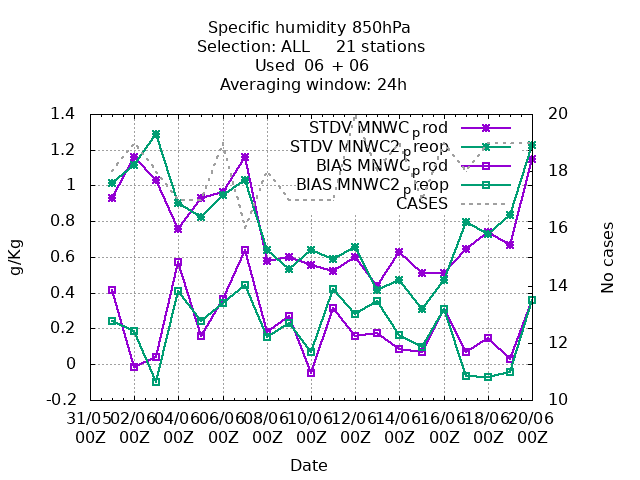 Specific humidity 850hPa
Selection: ALL 21 stations
Used 06 + 06
Averaging window: 24h
1.4
1.2
1
0.8
0.6
0.4
0.2
0
-0.2
g/Kg
20
18
16
14
12
10
No cases
STDV MNWC_prod
STDV MNWC2_preop
BIAS MNWC_prod
BIAS MNWC2_preop
CASES
31/05 02/06 04/06 06/06 08/06 10/06 12/06 14/06 16/06 18/06 20/06
00Z 00Z 00Z 00Z 00Z 00Z 00Z 00Z 00Z 00Z 00Z
Date